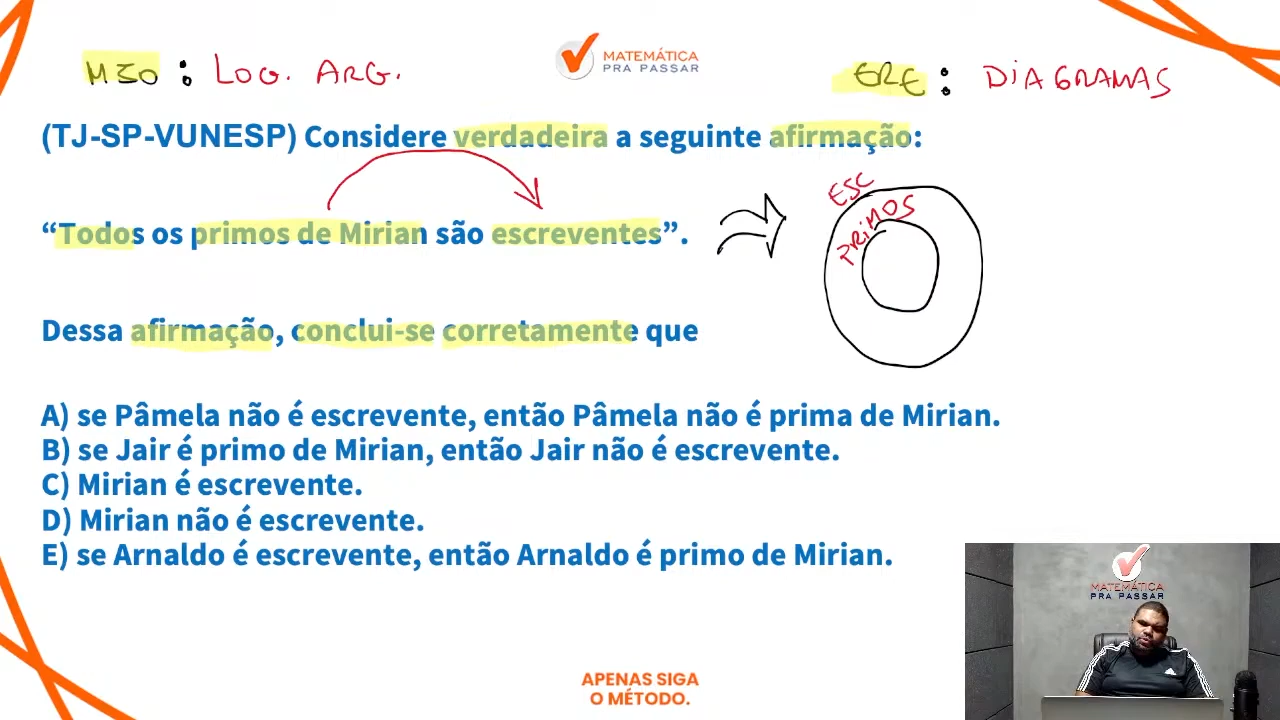 MJO : LOG. ARG.
MATEMÁTICA
PRA PASSAR
ERE : DIAGRAMAS
(TJ-SP-VUNESP) Considere verdadeira a seguinte afirmação:
“Todos os primos de Mirian são escreventes”.
ESC
PRIMOS
Dessa afirmação, conclui-se corretamente que
A) se Pâmela não é escrevente, então Pâmela não é prima de Mirian.
B) se Jair é primo de Mirian, então Jair não é escrevente.
C) Mirian é escrevente.
D) Mirian não é escrevente.
E) se Arnaldo é escrevente, então Arnaldo é primo de Mirian.
MATEMÁTICA
PRA PASSAR
APENAS SIGA
O MÉTODO.